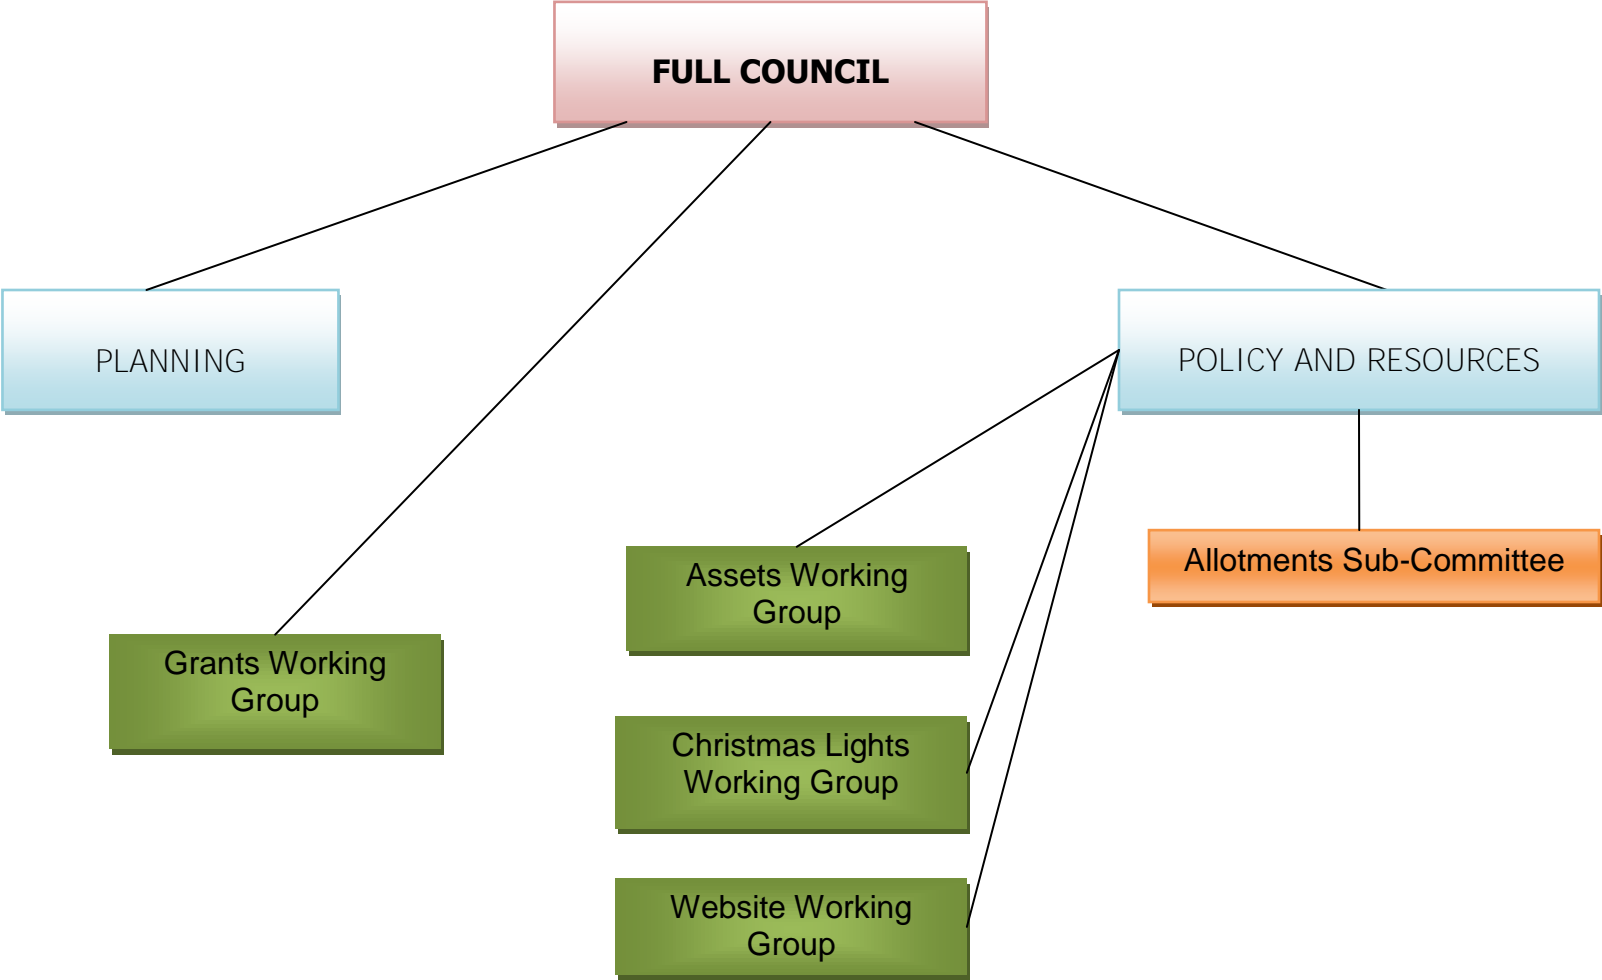 FULL COUNCIL
PLANNING
POLICY AND RESOURCES
Allotments Sub-Committee
Assets Working
Group
Grants Working
Group
Christmas Lights
Working Group
Website Working
Group